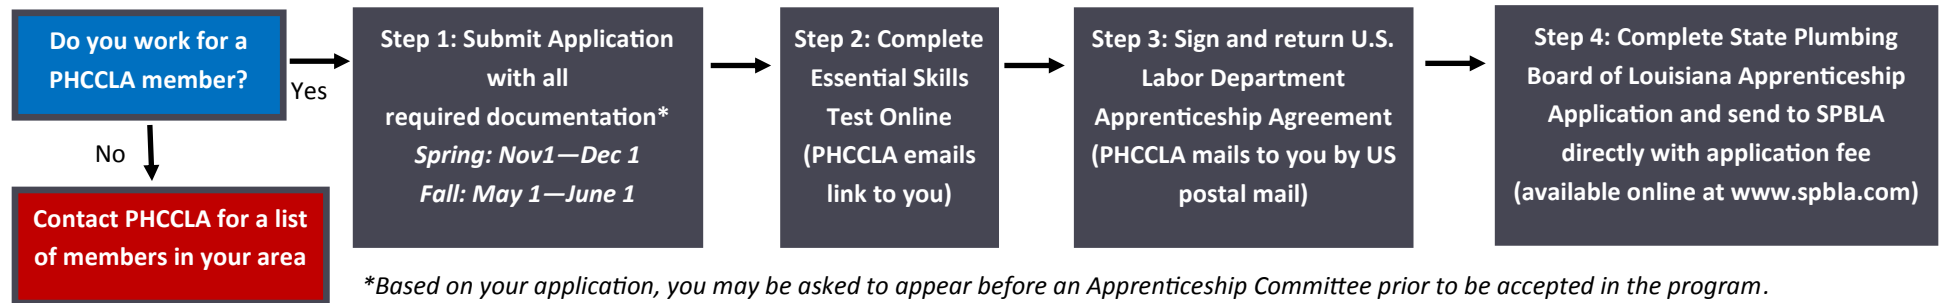 Do you work for a
PHCCLA member?
Yes
No
Contact PHCCLA for a list
of members in your area
Step 1: Submit Application
with all
required documentation*
Spring: Nov1—Dec 1
Fall: May 1—June 1
Step 2: Complete
Essential Skills
Test Online
(PHCCLA emails
link to you)
Step 3: Sign and return U.S.
Labor Department
Apprenticeship Agreement
(PHCCLA mails to you by US
postal mail)
Step 4: Complete State Plumbing
Board of Louisiana Apprenticeship
Application and send to SPBLA
directly with application fee
(available online at www.spbla.com)
*Based on your application, you may be asked to appear before an Apprenticeship Committee prior to be accepted in the program.